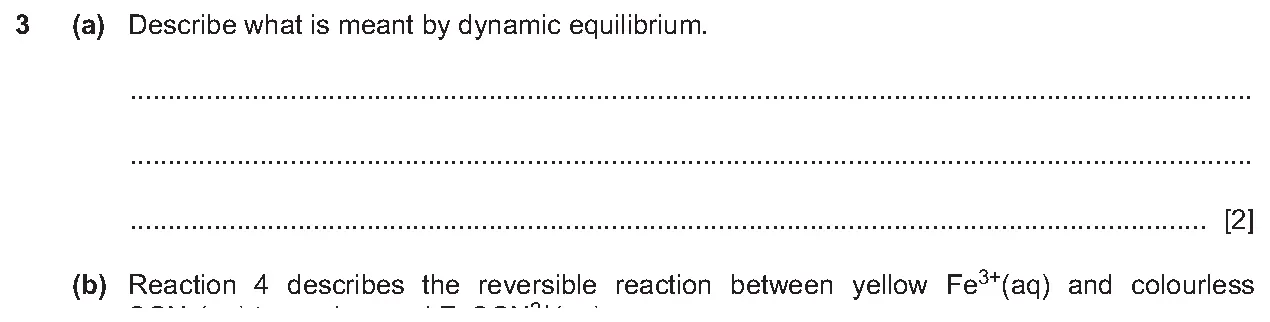 3 (a) Describe what is meant by dynamic equilibrium.
..........................................................................................................................................................
..........................................................................................................................................................
.................................................................................................................................................... [2]
(b) Reaction 4 describes the reversible reaction between yellow Fe³⁺(aq) and colourless